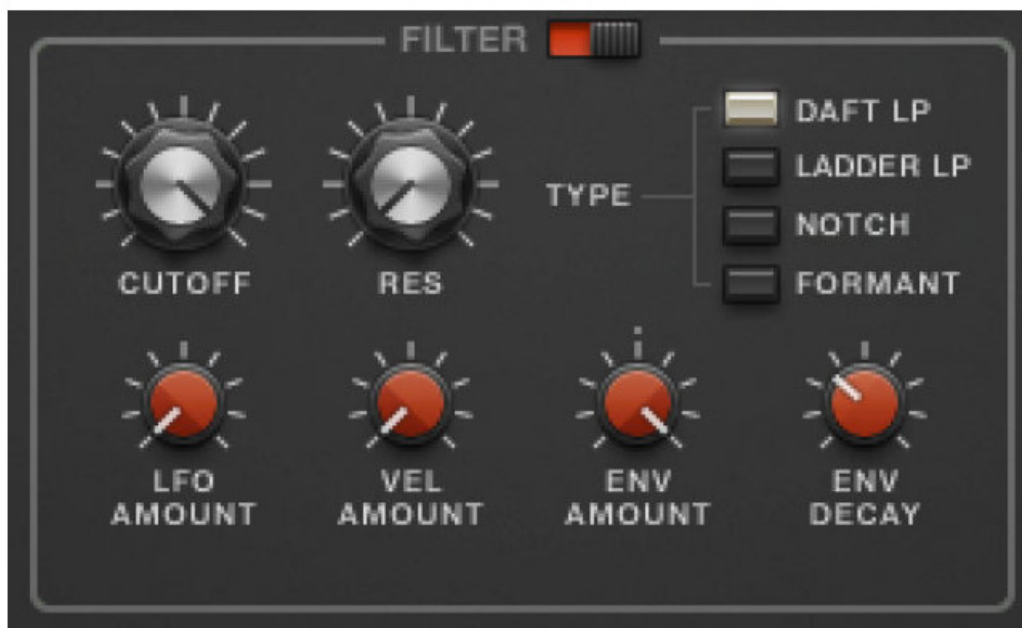 FILTER
DAFT LP
LADDER LP
TYPE
NOTCH
FORMANT
CUTOFF
RES
LFO
AMOUNT
VEL
AMOUNT
ENV
AMOUNT
ENV
DECAY